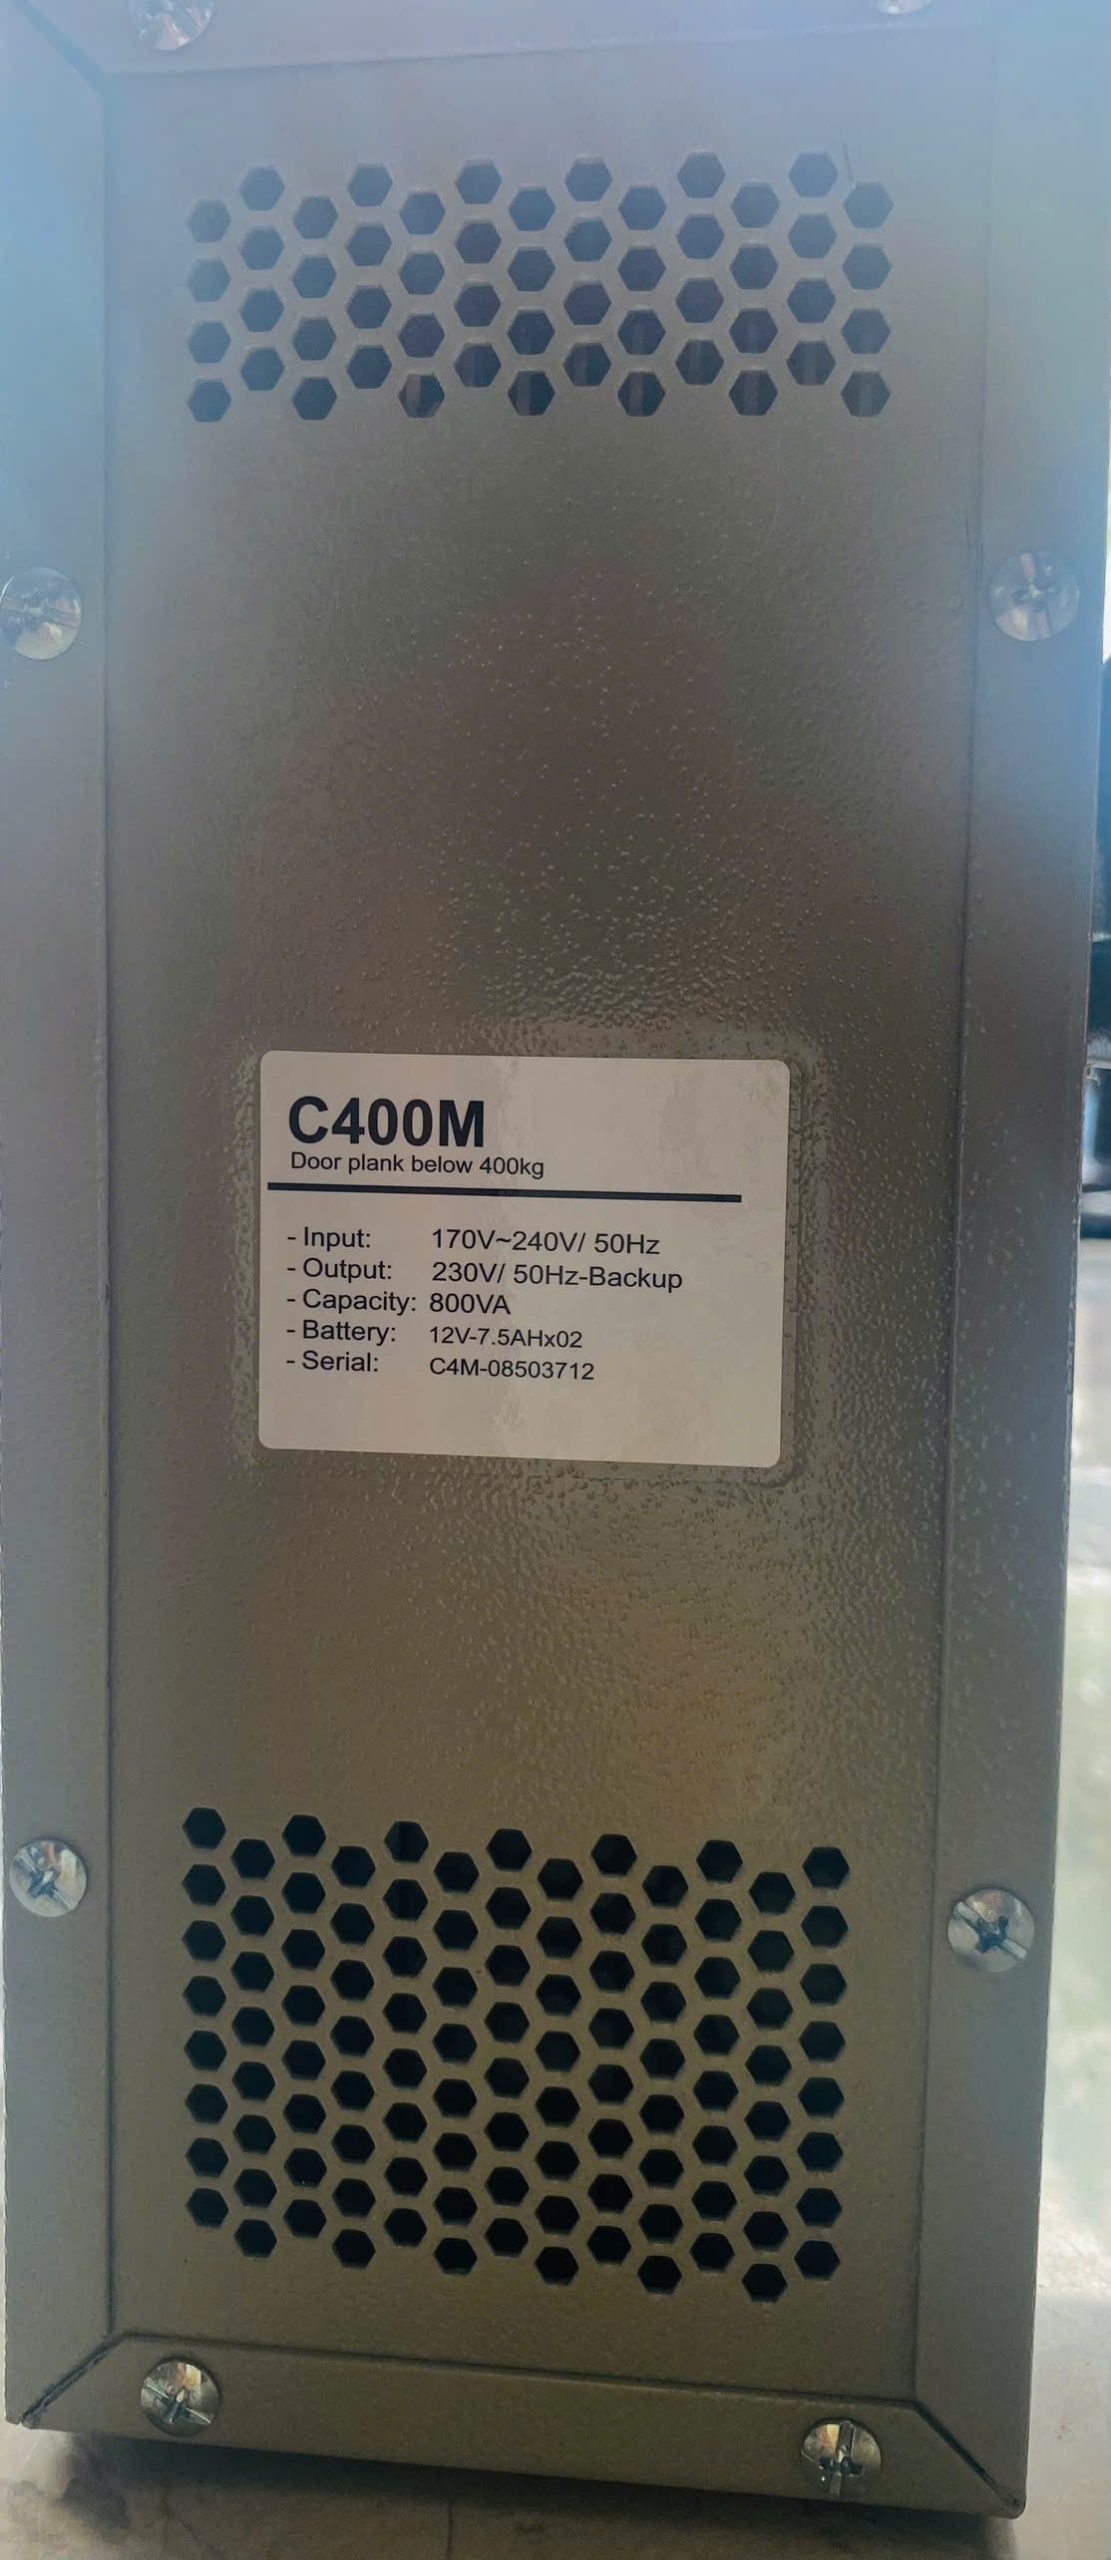 C400M
Door plank below 400kg
- Input: 170V~240V/ 50Hz
- Output: 230V/ 50Hz-Backup
- Capacity: 800VA
- Battery: 12V-7.5AHx02
- Serial: C4M-08503712